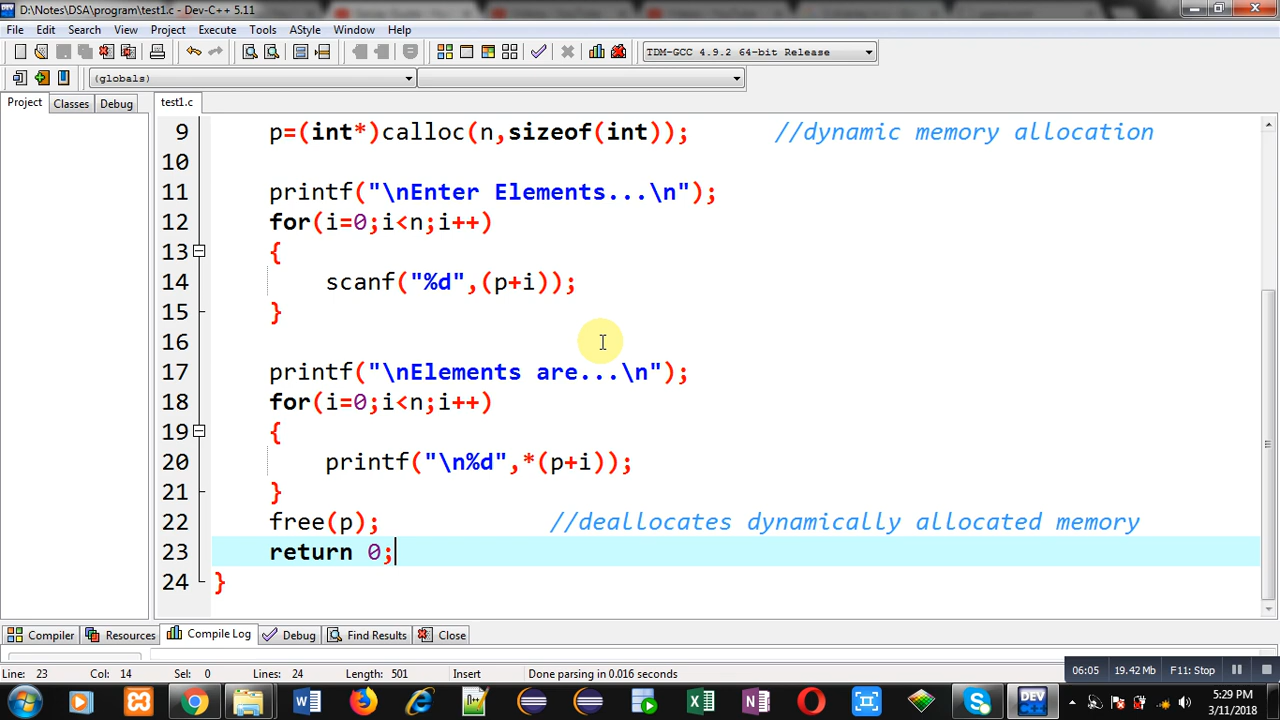 D:\Notes\DSA\program\test1.c - Dev-C++ 5.11
File Edit Search View Project Execute Tools AStyle Window Help
TDM-GCC 4.9.2 64-bit Release
(globals)
Project Classes Debug test1.c
9 p=(int*)calloc(n,sizeof(int)); //dynamic memory allocation
10
11 printf("\nEnter Elements...\n");
12 for(i=0;i<n;i++)
13 {
14 scanf("%d",(p+i));
15 }
16
17 printf("\nElements are...\n");
18 for(i=0;i<n;i++)
19 {
20 printf("\n%d",*(p+i));
21 }
22 free(p); //deallocates dynamically allocated memory
23 return 0;
24 }
Compiler Resources Compile Log Debug Find Results Close
Line: 23 Col: 14 Sel: 0 Lines: 24 Length: 501 Insert Done parsing in 0.016 seconds
06:05 19.42 Mb F11: Stop
DEV
5:29 PM
3/11/2018